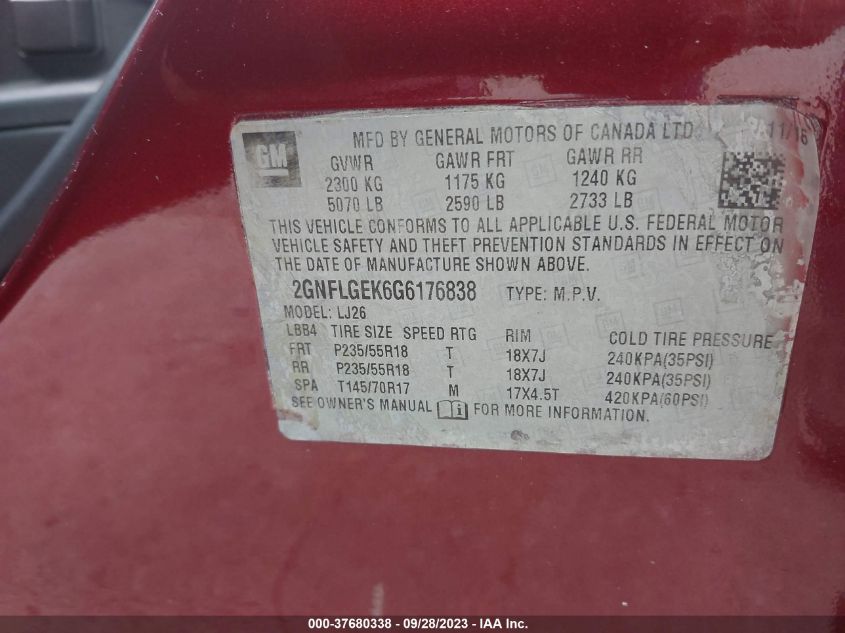 GM
MFD BY GENERAL MOTORS OF CANADA LTD 11/16
GVWR GAWR FRT GAWR RR
2300 KG 1175 KG 1240 KG
5070 LB 2590 LB 2733 LB
THIS VEHICLE CONFORMS TO ALL APPLICABLE U.S. FEDERAL MOTOR
VEHICLE SAFETY AND THEFT PREVENTION STANDARDS IN EFFECT ON
THE DATE OF MANUFACTURE SHOWN ABOVE.
2GNFLGEK6G6176838 TYPE: M.P.V.
MODEL: LJ26
LBB4 TIRE SIZE SPEED RTG RIM COLD TIRE PRESSURE
FRT P235/55R18 T 18X7J 240KPA(35PSI)
RR P235/55R18 T 18X7J 240KPA(35PSI)
SPA T145/70R17 M 17X4.5T 420KPA(60PSI)
SEE OWNER'S MANUAL FOR MORE INFORMATION.
000-37680338 - 09/28/2023 - IAA Inc.